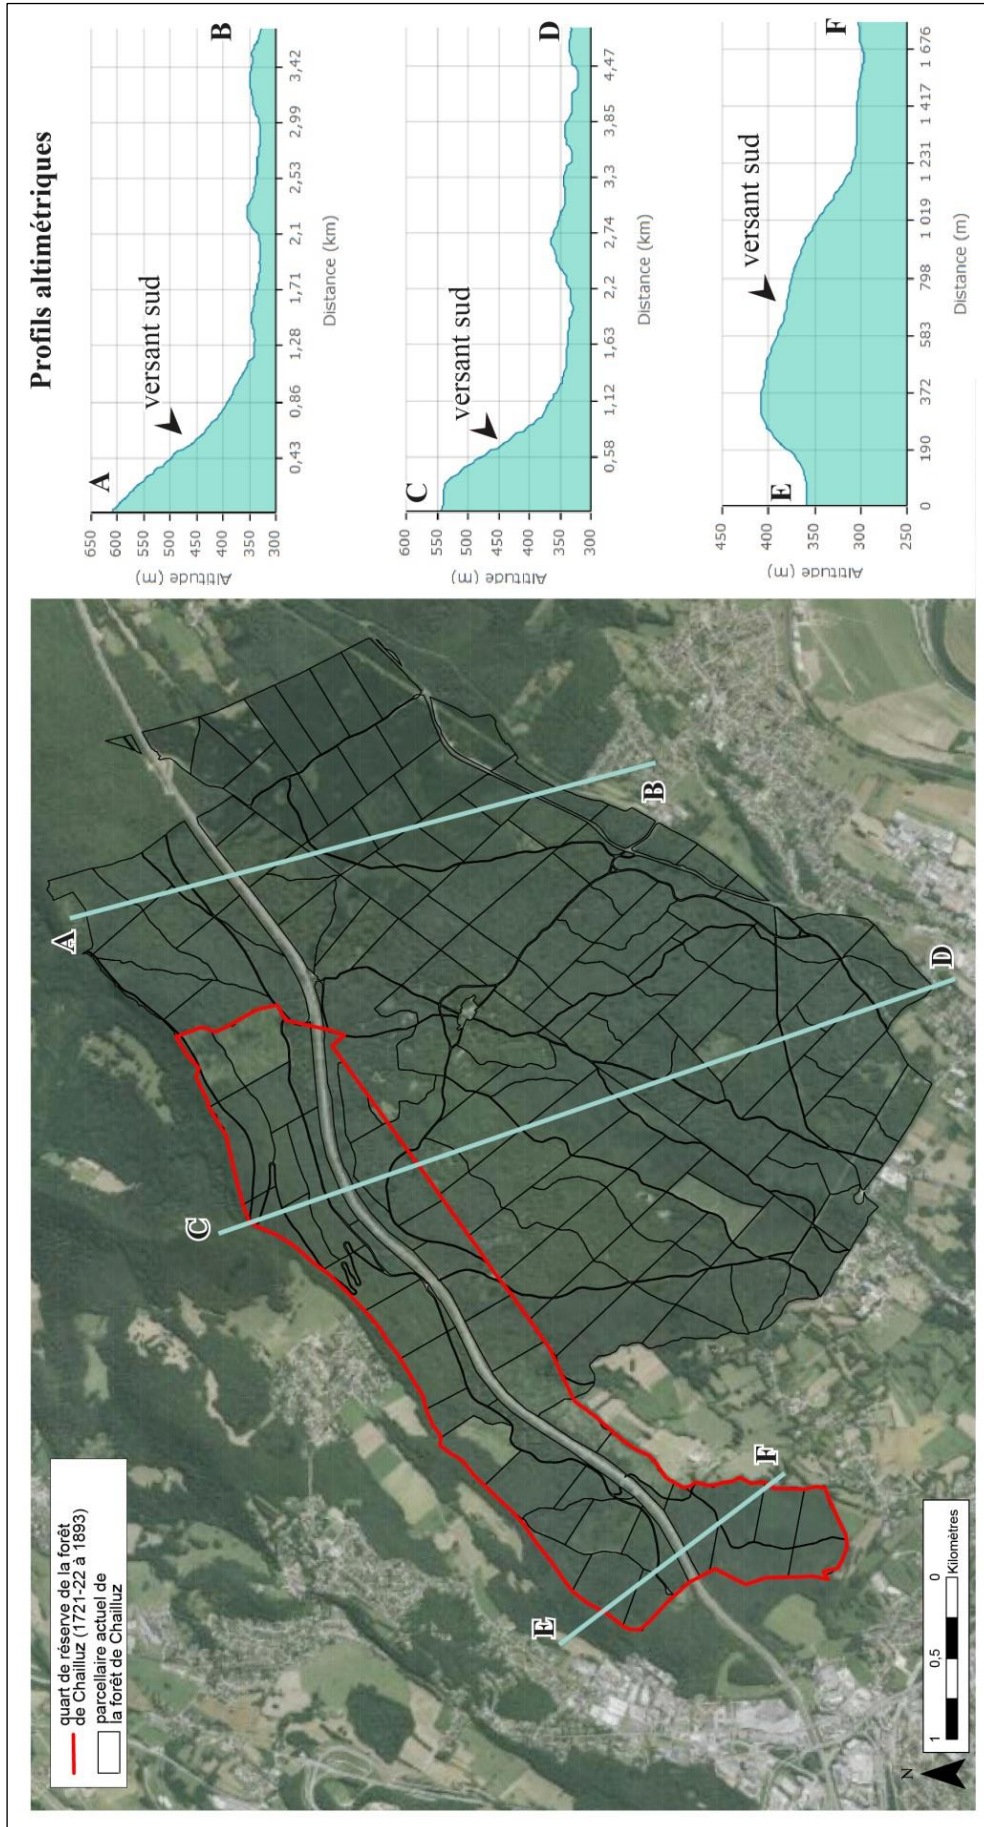 Profils altimétriques
A
B
versant sud
Altitude (m)
650
600
550
500
450
400
350
300
0,43
0,86
1,28
1,71
2,1
2,53
2,99
3,42
Distance (km)
C
D
versant sud
Altitude (m)
600
550
500
450
400
350
300
0,58
1,12
1,63
2,2
2,74
3,3
3,85
4,47
Distance (km)
E
F
versant sud
Altitude (m)
450
400
350
300
250
0
190
372
583
798
1 019
1 231
1 417
1 676
Distance (m)
quart de réserve de la forêt
de Chailluz (1721-22 à 1893)
parcellaire actuel de
la forêt de Chailluz
A
B
C
D
E
F
N
1
0,5
0
Kilomètres